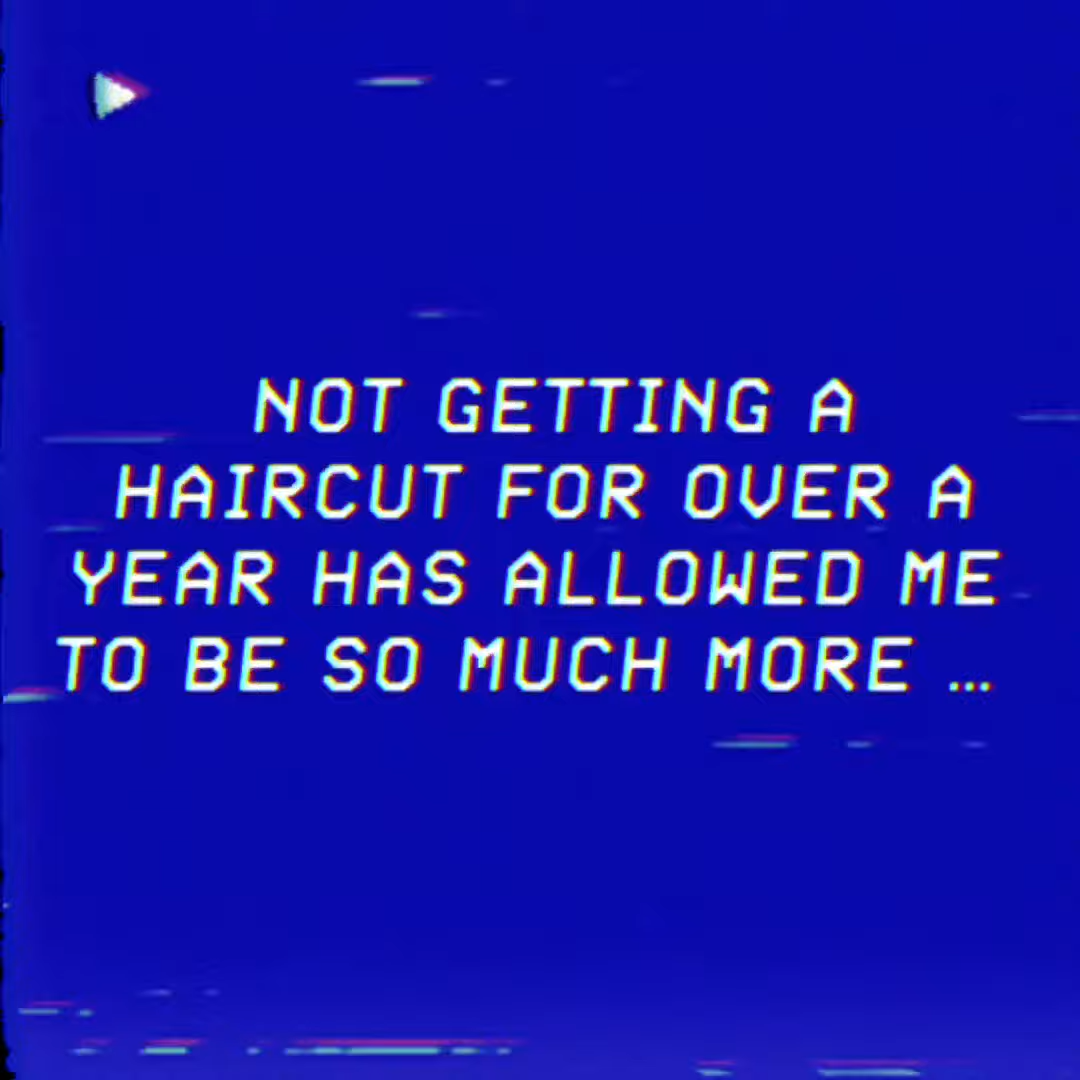 NOT GETTING A
HAIRCUT FOR OVER A
YEAR HAS ALLOWED ME
TO BE SO MUCH MORE ...